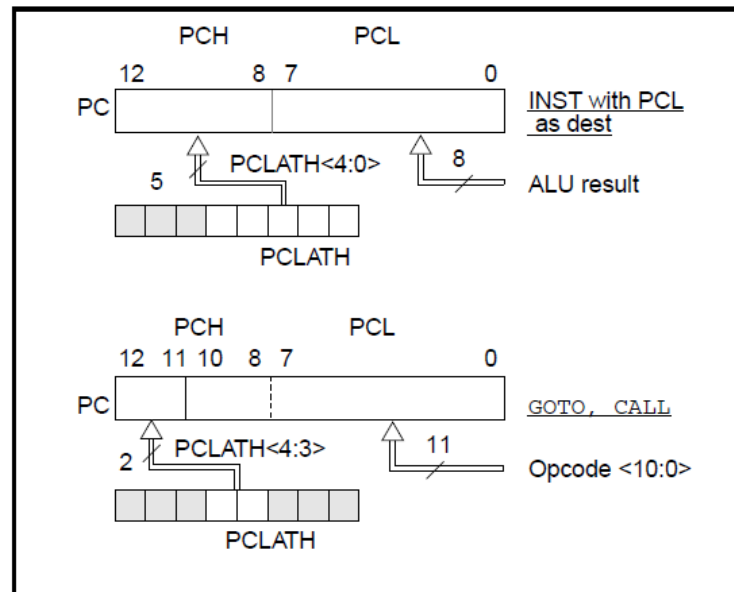 PCH PCL
12 8 7 0
PC
INST with PCL
as dest
5 PCLATH<4:0> 8
ALU result
PCLATH
PCH PCL
12 11 10 8 7 0
PC
GOTO, CALL
2 PCLATH<4:3> 11
Opcode <10:0>
PCLATH